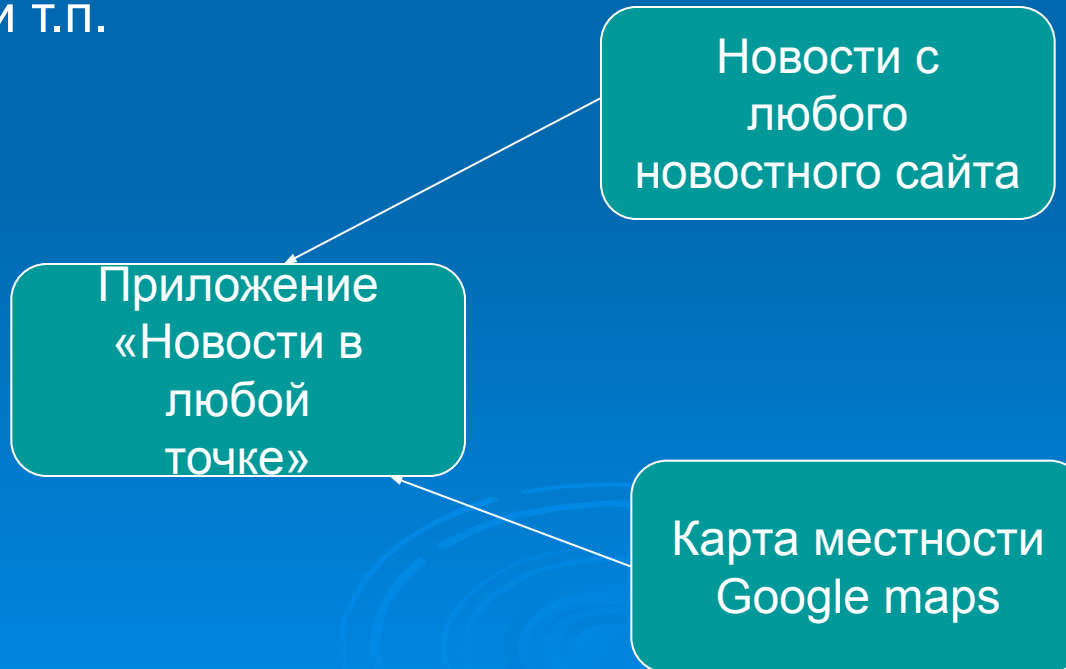 и т.п.
Новости с
любого
новостного сайта
Приложение
«Новости в
любой
точке»
Карта местности
Google maps